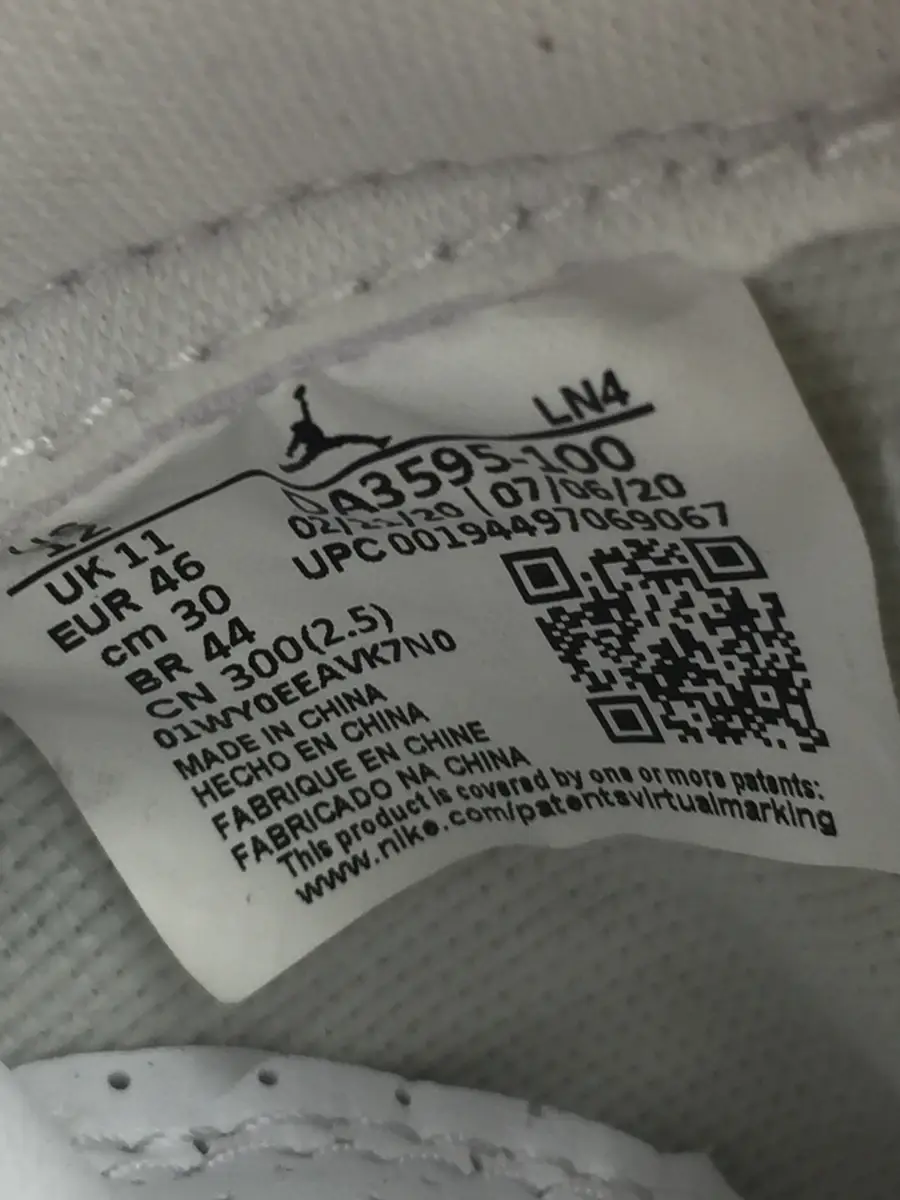 LN4
A3595-100
07/06/20
UPC 00194497069067
UK 11
EUR 46
cm 30
BR 44
CN 300(2.5)
01WY0EEAVK7N0
MADE IN CHINA
HECHO EN CHINA
FABRIQUE EN CHINE
FABRICADO NA CHINA
This product is covered by one or more patents:
www.nike.com/patentsvirtualmarking